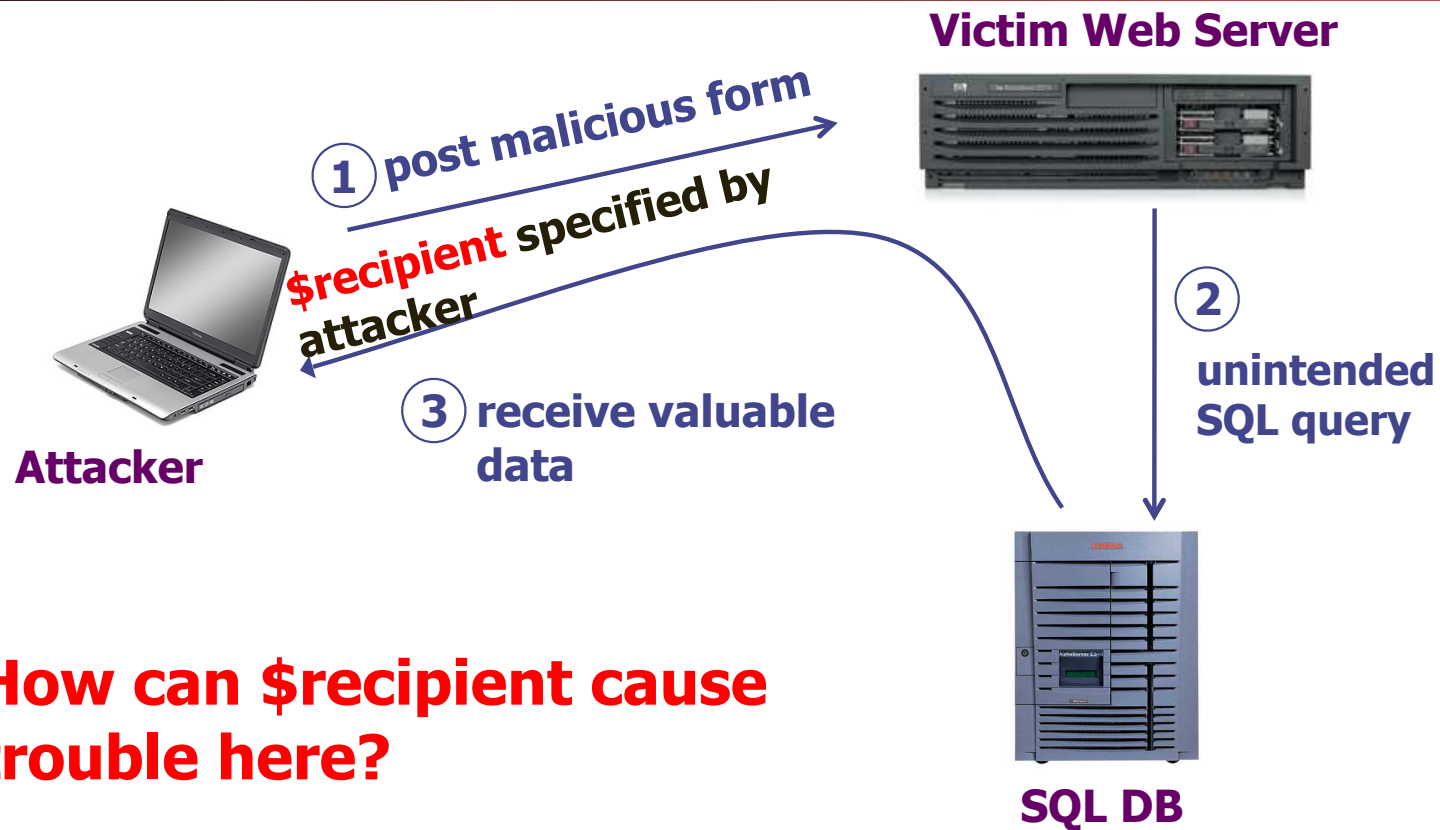 Victim Web Server
1 post malicious form
$recipient specified by
attacker
2
unintended
SQL query
3 receive valuable
data
Attacker
How can $recipient cause
trouble here?
SQL DB